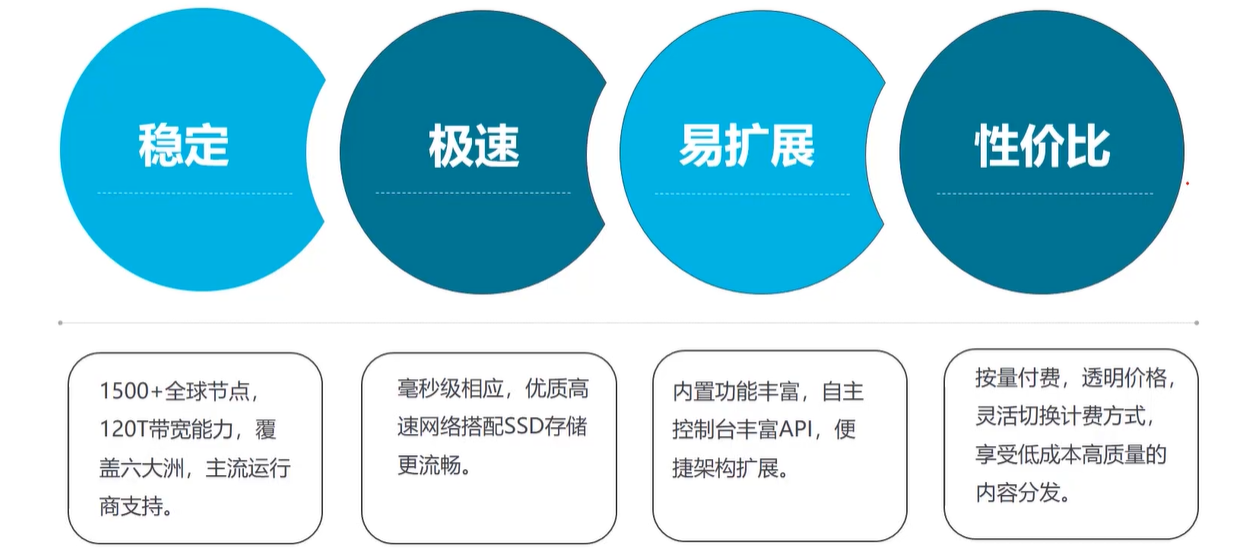 稳定
极速
易扩展
性价比
1500+全球节点，
120T带宽能力，覆
盖六大洲，主流运行
商支持。
毫秒级相应，优质高
速网络搭配SSD存储
更流畅。
内置功能丰富，自主
控制台丰富API，便
捷架构扩展。
按量付费，透明价格，
灵活切换计费方式，
享受低成本高质量的
内容分发。